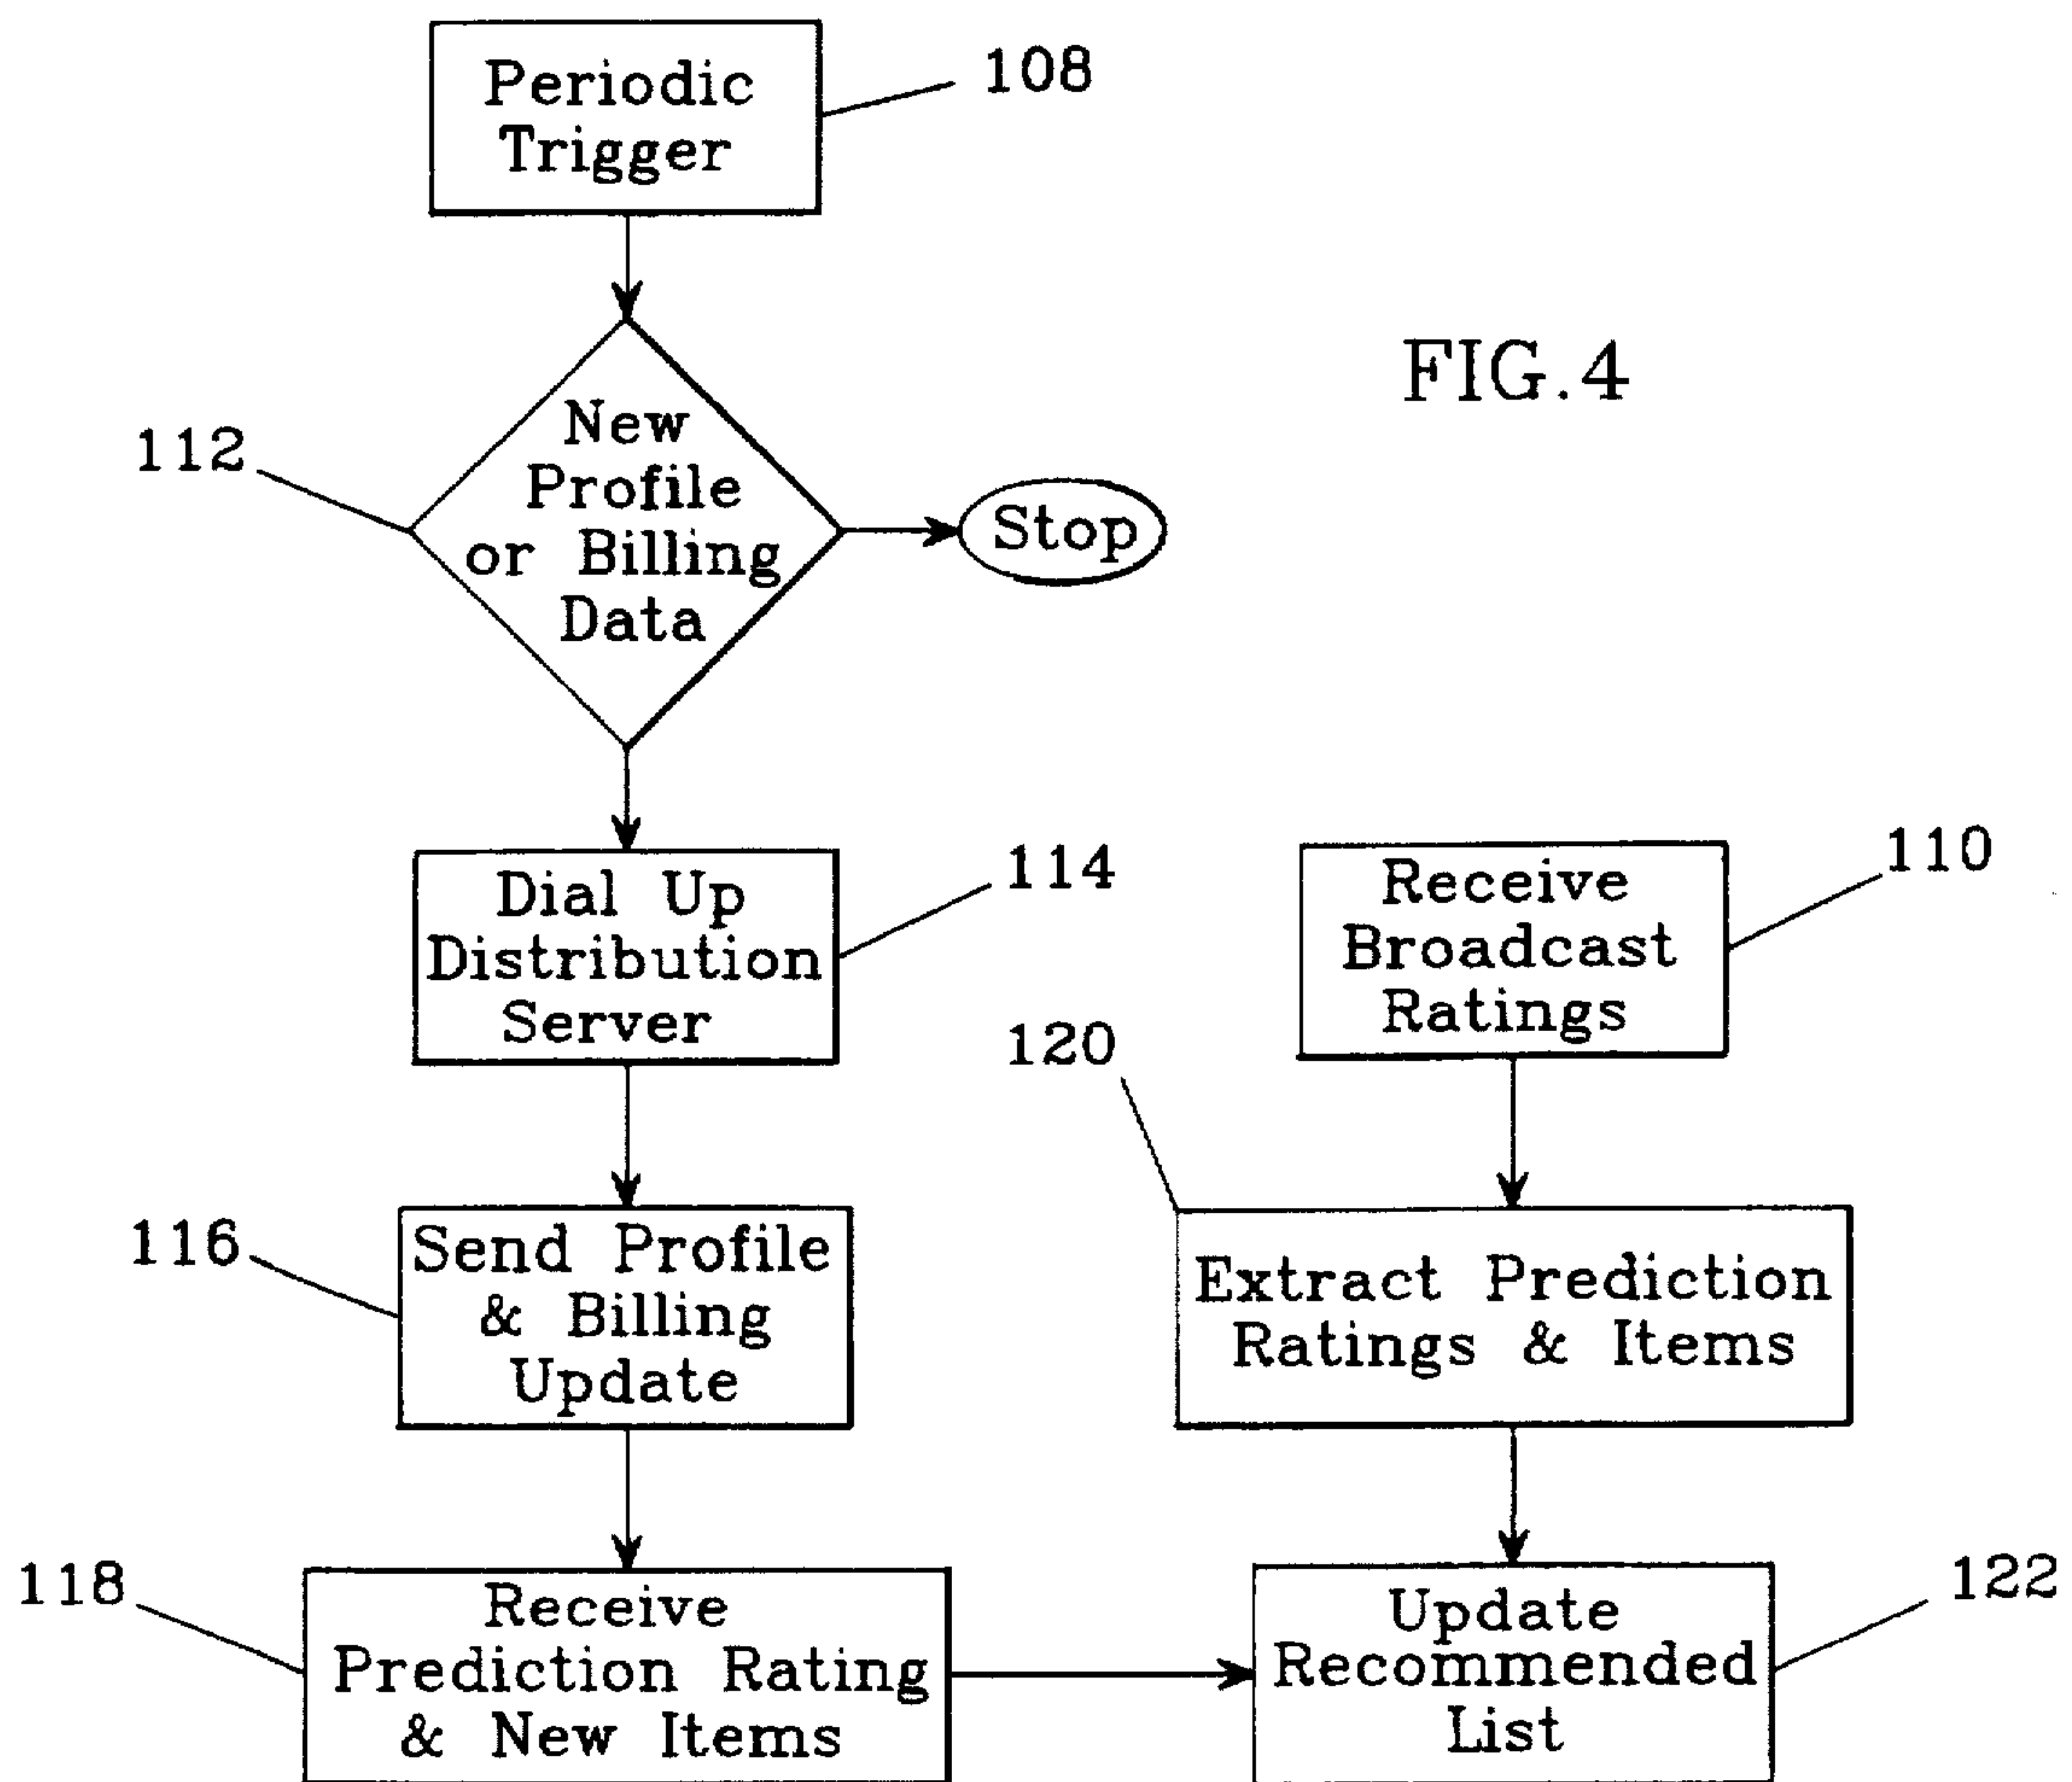 Periodic
Trigger
108
FIG.4
112
New
Profile
or Billing
Data
Stop
Dial Up
Distribution
Server
114
Receive
Broadcast
Ratings
110
120
116
Send Profile
& Billing
Update
Extract Prediction
Ratings & Items
118
Receive
Prediction Rating
& New Items
Update
Recommended
List
122